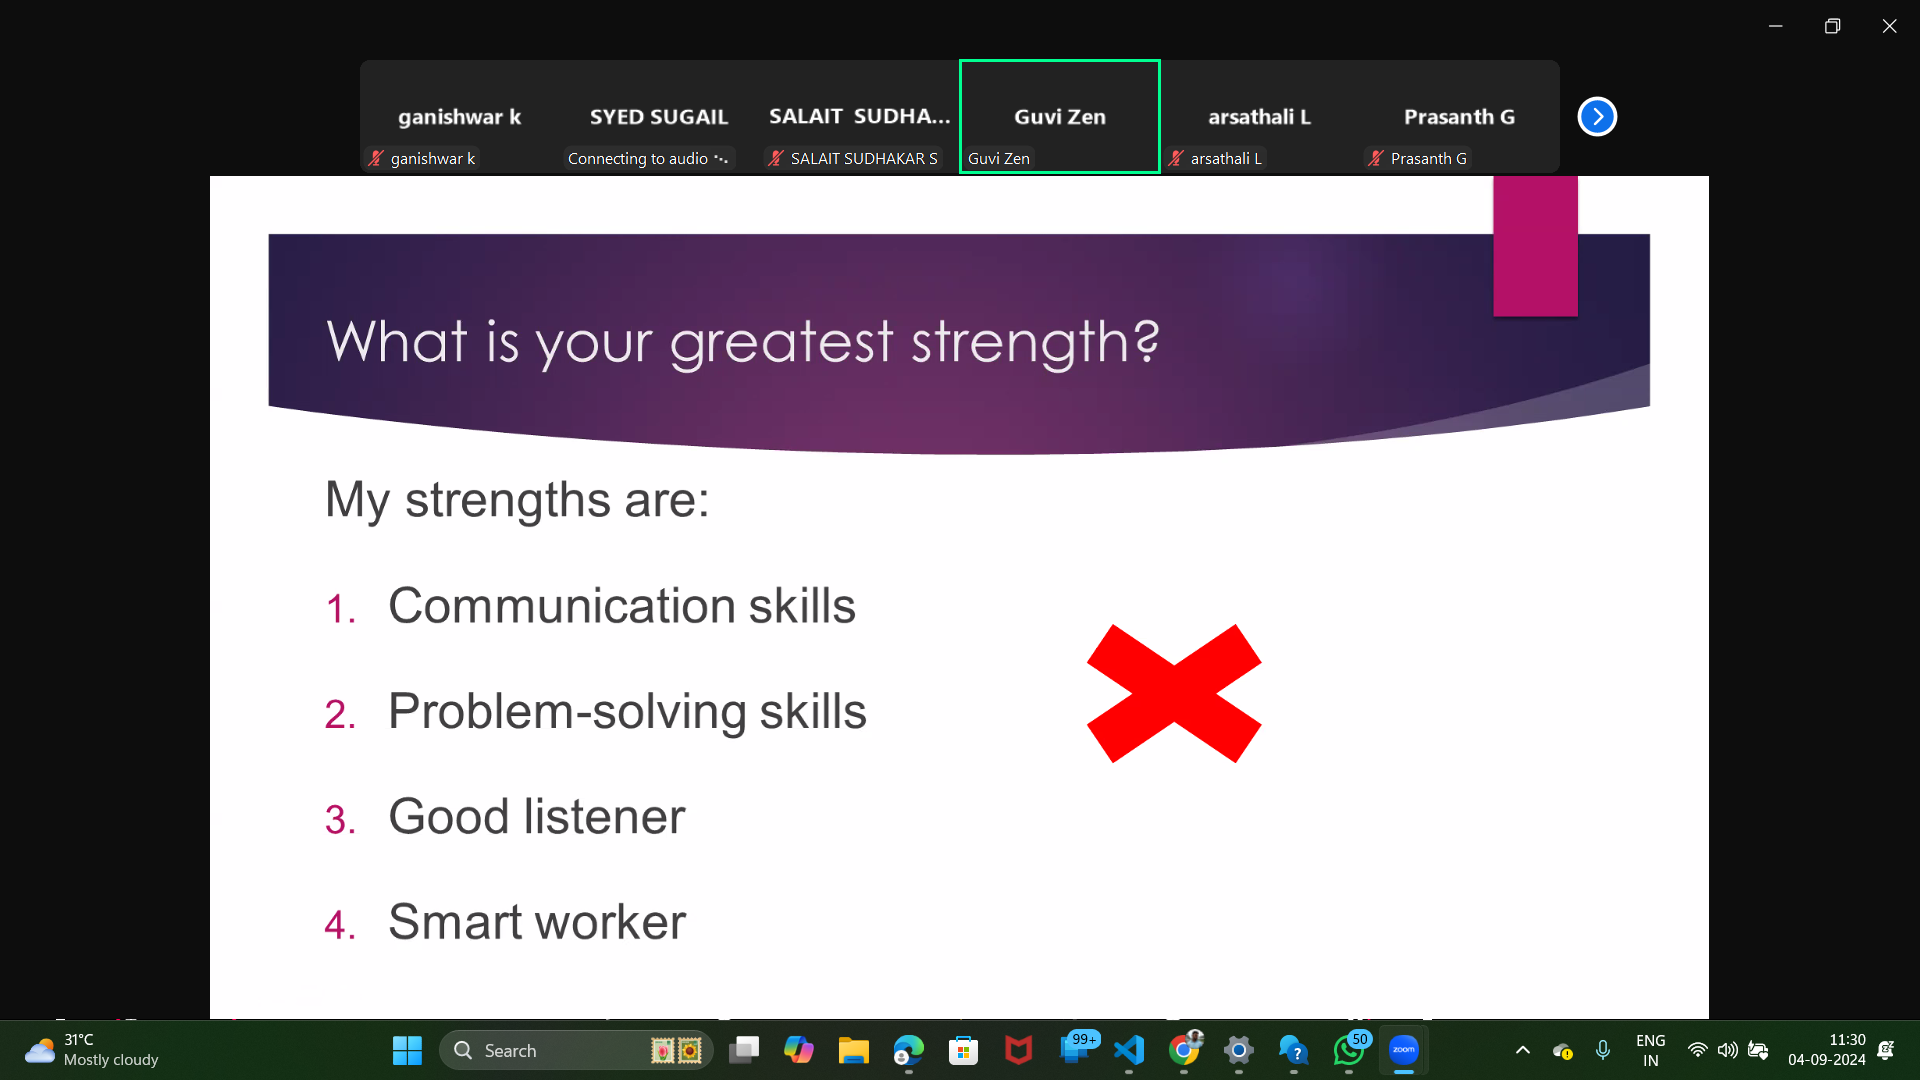 ganishwar k
SYED SUGAIL
SALAIT SUDHA...
Guvi Zen
arsathali L
Prasanth G
ganishwar k
Connecting to audio
SALAIT SUDHAKAR S
Guvi Zen
arsathali L
Prasanth G
What is your greatest strength?
My strengths are:
1. Communication skills
2. Problem-solving skills
3. Good listener
4. Smart worker
31°C
Mostly cloudy
Search
99+
50
zoom
ENG
IN
11:30
04-09-2024